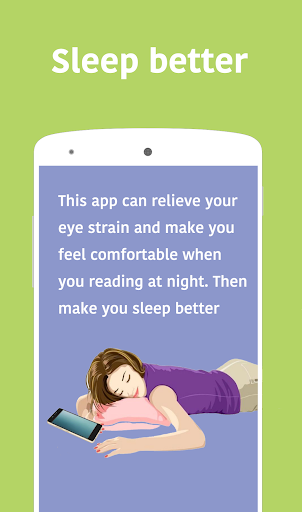 Sleep better
This app can relieve your
eye strain and make you
feel comfortable when
you reading at night. Then
make you sleep better